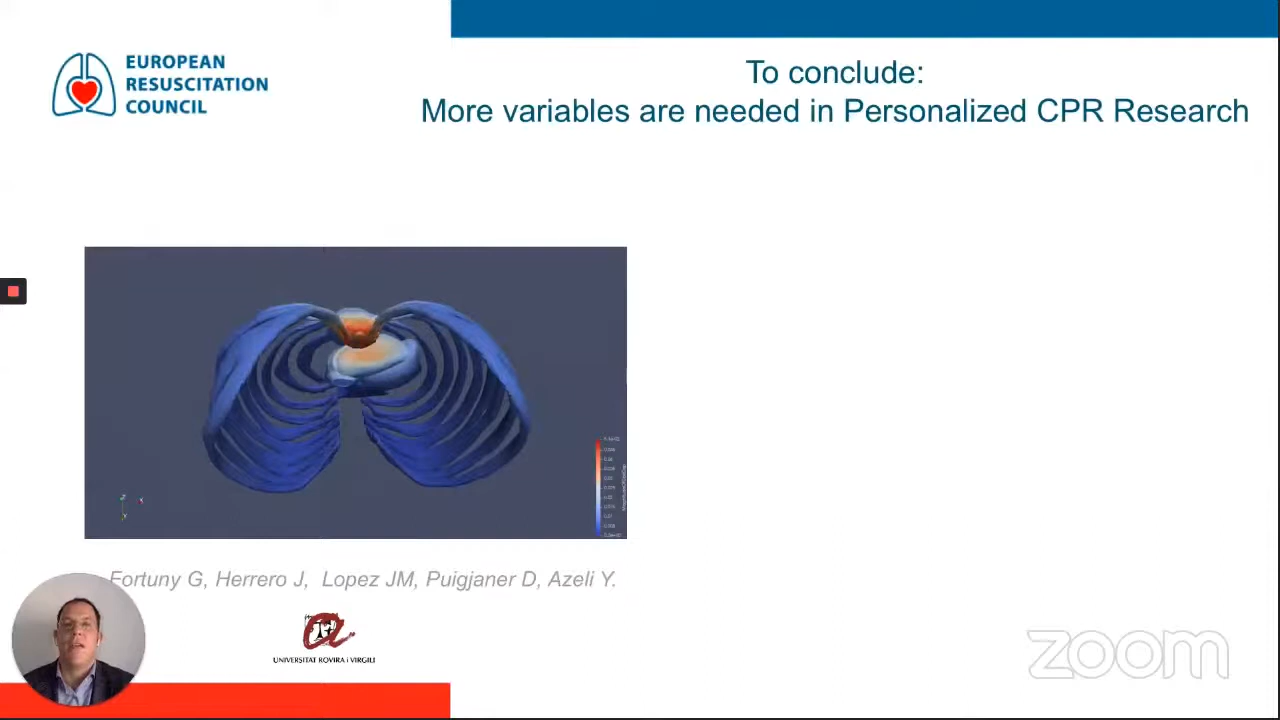 EUROPEAN
RESUSCITATION
COUNCIL
To conclude:
More variables are needed in Personalized CPR Research
Fortuny G, Herrero J, Lopez JM, Puigjaner D, Azeli Y.
UNIVERSITAT ROVIRA i VIRGILI
zoom